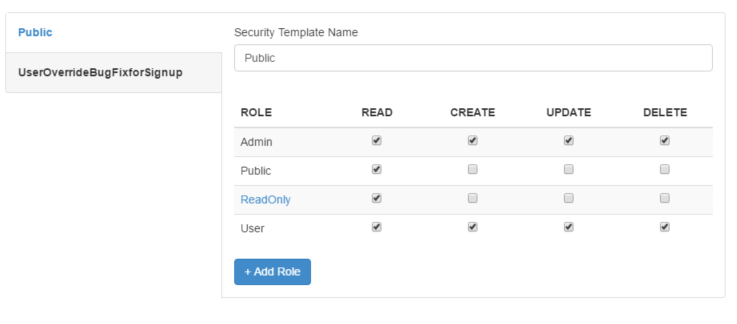 Public
UserOverrideBugFixforSignup
Security Template Name
Public
ROLE READ CREATE UPDATE DELETE
Admin
Public
ReadOnly
User
+ Add Role